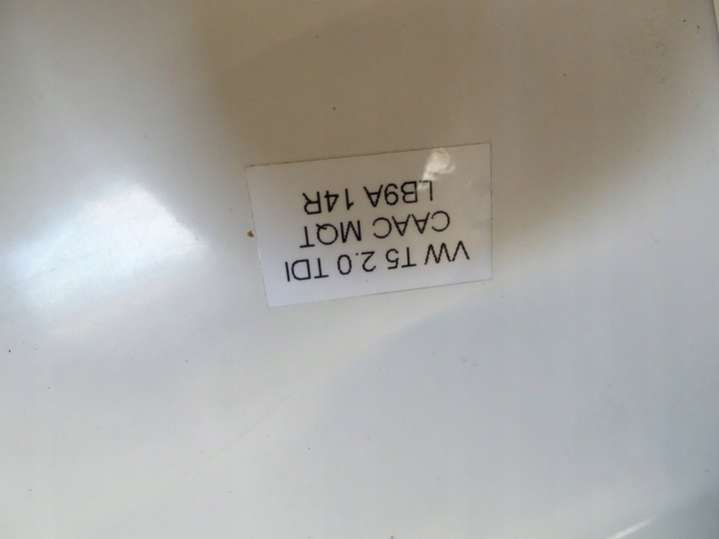 VW T5 2.0 TDI
CAAC MQT
LB9A 14R